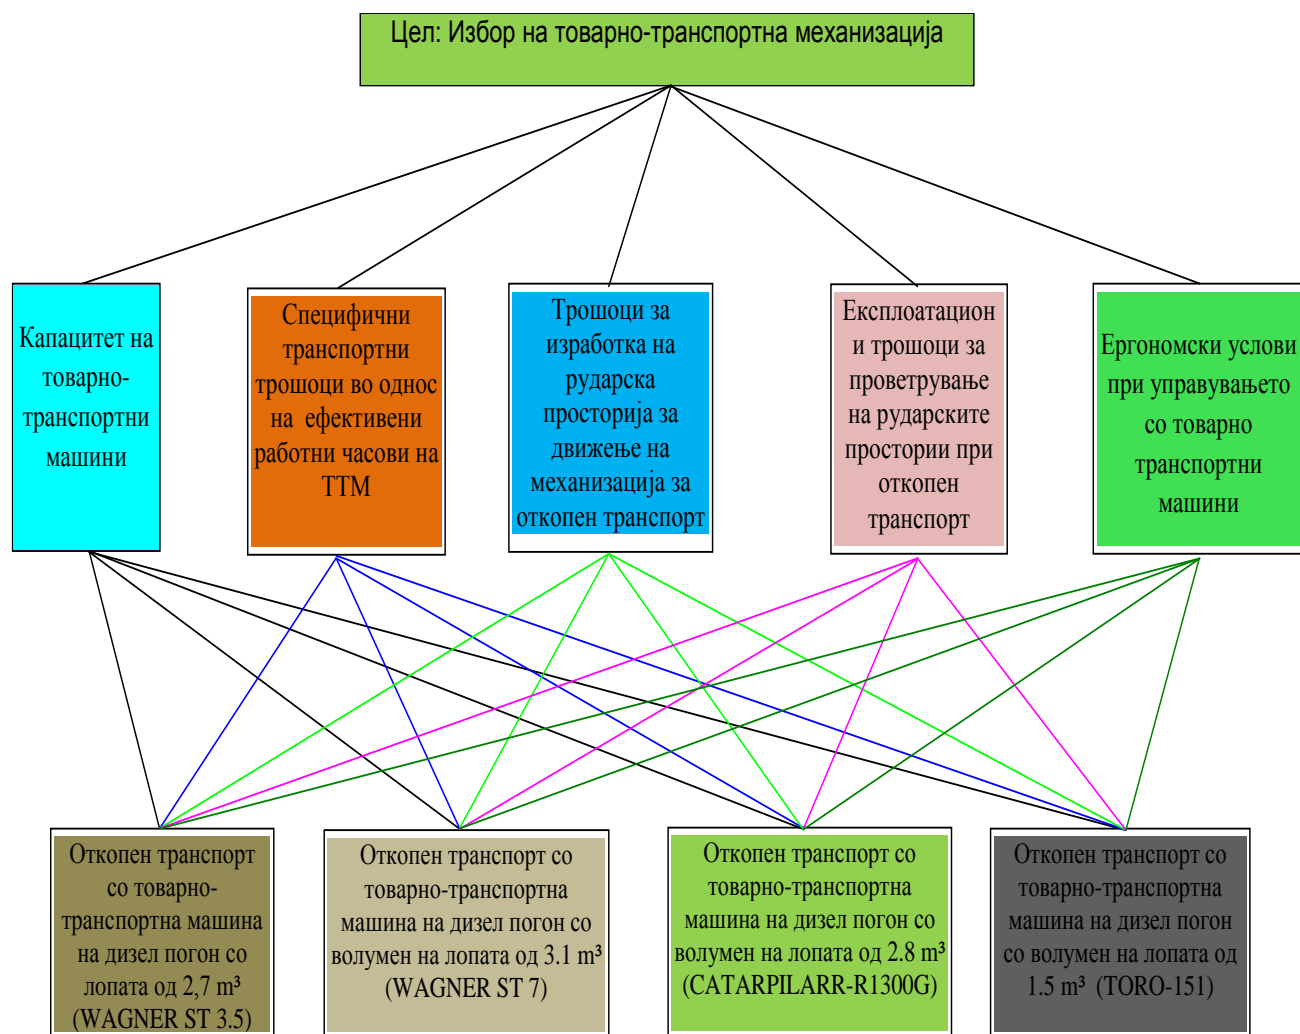 Цел: Избор на товарно-транспортна механизација
Капацитет на
товарно-
транспортни
машини
Специфични
транспортни
трошоци во однос
на ефективени
работни часови на
ТТМ
Трошоци за
изработка на
рударска
просторија за
движење на
механизација за
откопен транспорт
Експлоатацион
и трошоци за
проветрување
на рударските
простории при
откопен
транспорт
Ергономски услови
при управувањето
со товарно
транспортни
машини
Откопен транспорт
со товарно-
транспортна машина
на дизел погон со
лопата од 2,7 m³
(WAGNER ST 3.5)
Откопен транспорт со
товарно-транспортна
машина на дизел погон со
волумен на лопата од 3.1 m³
(WAGNER ST 7)
Откопен транспорт со
товарно-транспортна
машина на дизел погон со
волумен на лопата од 2.8 m³
(CATARPILARR-R1300G)
Откопен транспорт со
товарно-транспортна
машина на дизел погон
со волумен на лопата од
1.5 m³ (TORO-151)